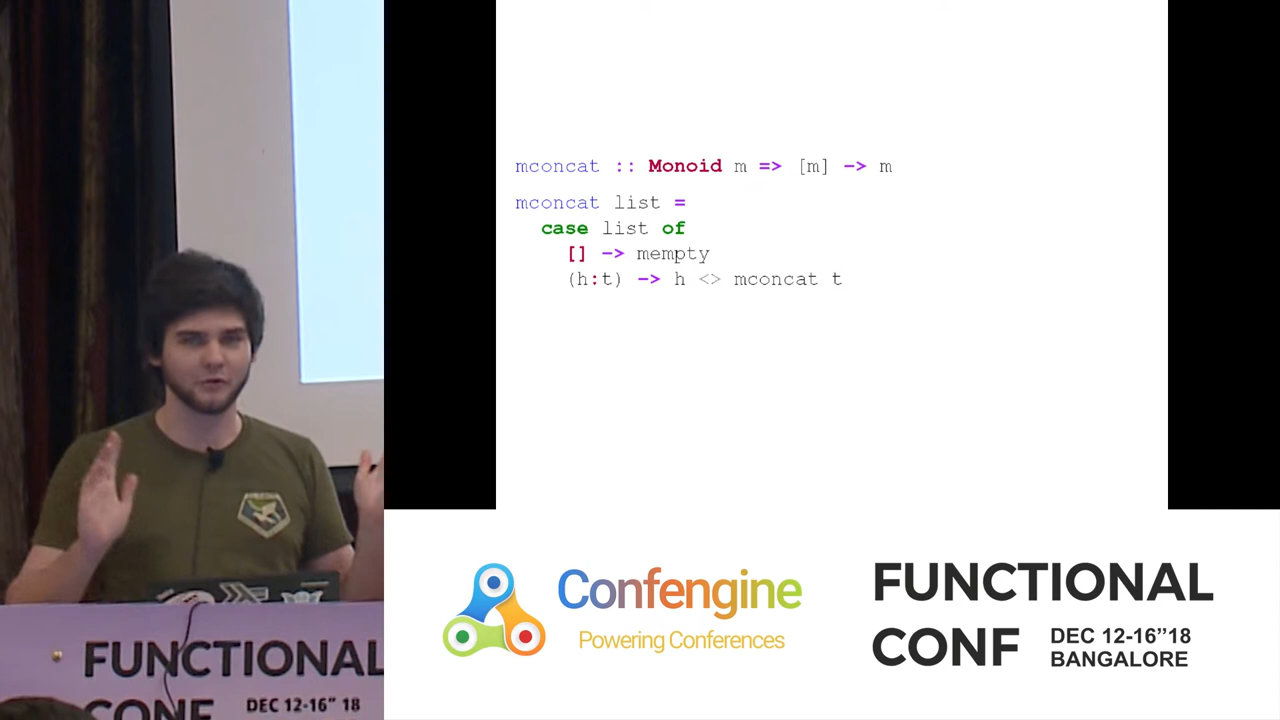 mconcat :: Monoid m => [m] -> m
mconcat list =
case list of
[] -> mempty
(h:t) -> h <> mconcat t
Confengine
Powering Conferences
FUNCTIONAL
CONF
DEC 12-16"18
BANGALORE
FUNCTIONAL
CONF
DEC 12-16" 18